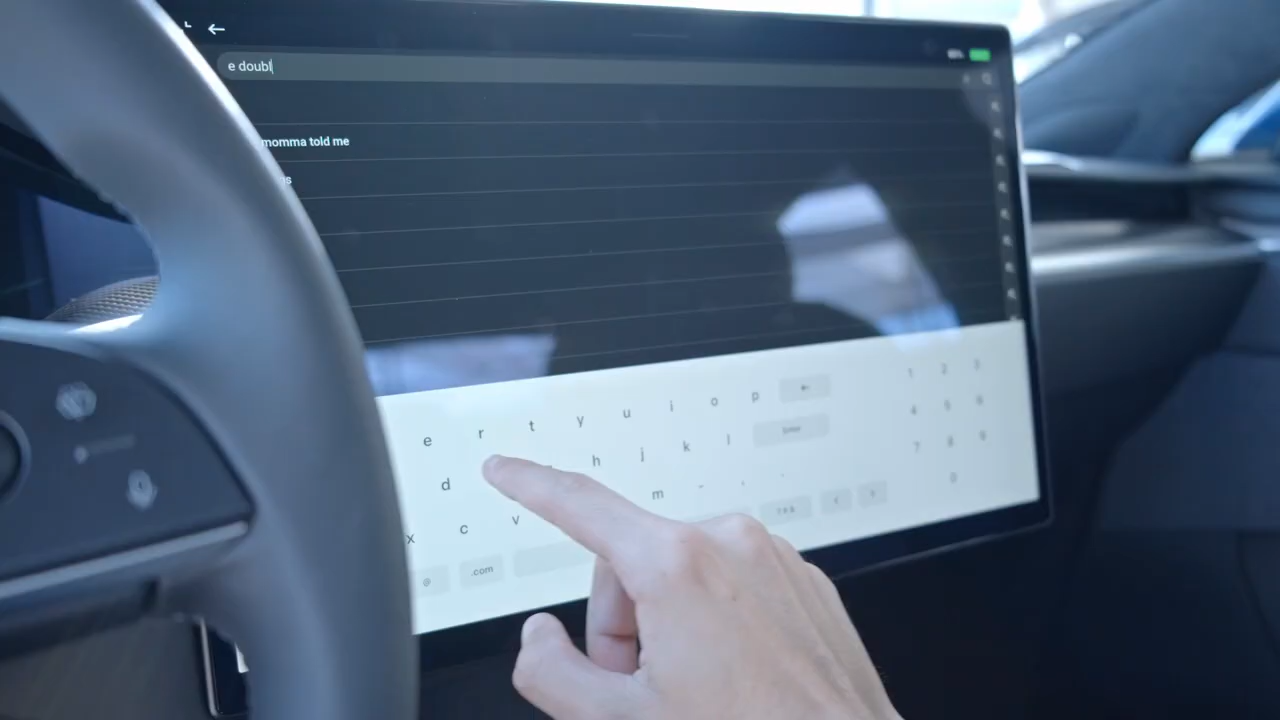 e doubl
momma told me
s
e r t y u i o p
d h j k l Enter
x c v m
@ .com
1 2 3
4 5 6
7 8 9
0